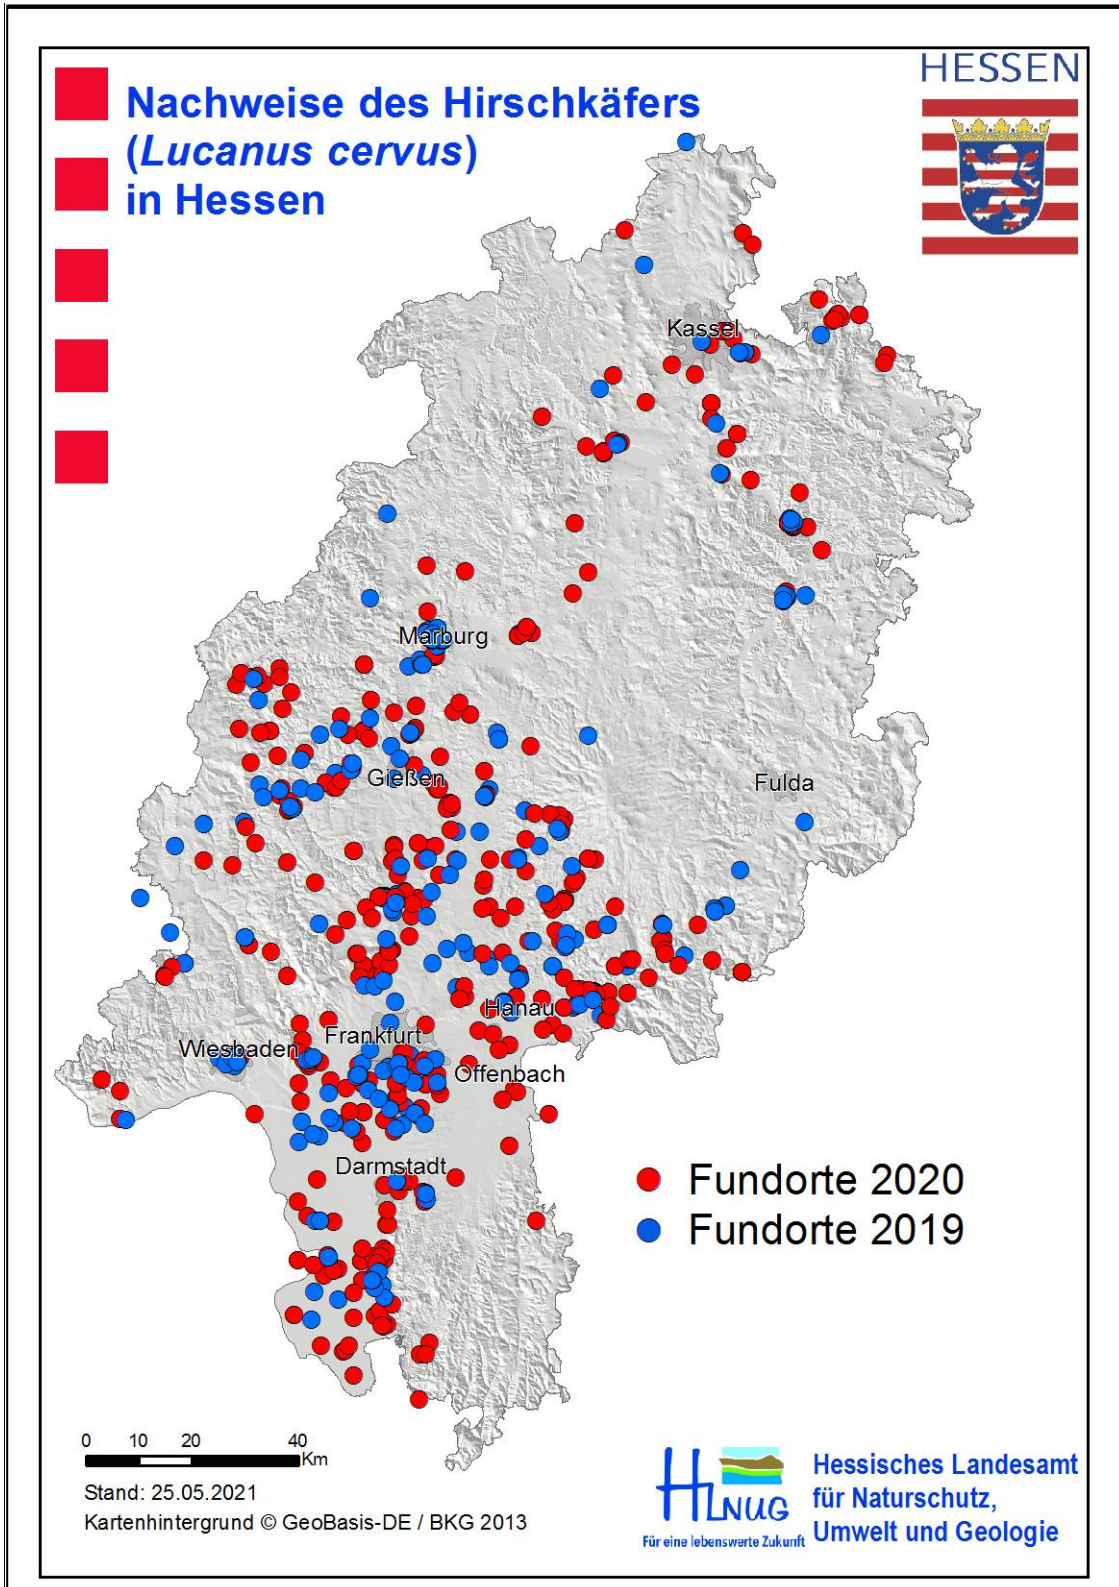 HESSEN
Nachweise des Hirschkäfers
(Lucanus cervus)
in Hessen
Kassel
Marburg
Gießen
Fulda
Hanau
Frankfurt
Wiesbaden
Offenbach
Darmstadt
Fundorte 2020
Fundorte 2019
0 10 20 40
Km
Stand: 25.05.2021
Kartenhintergrund © GeoBasis-DE / BKG 2013
HLNUG
Für eine lebenswerte Zukunft
Hessisches Landesamt
für Naturschutz,
Umwelt und Geologie